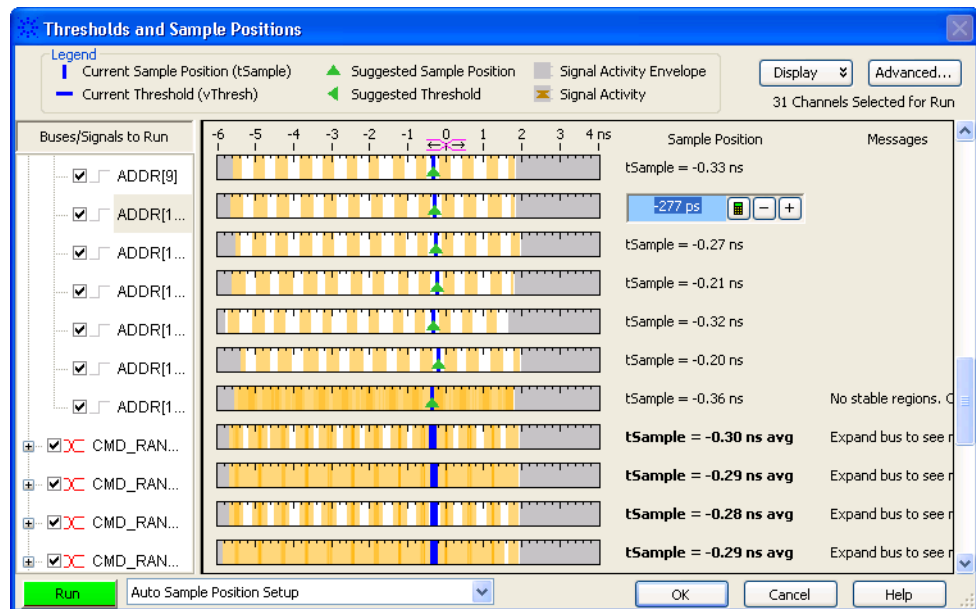 Thresholds and Sample Positions
Legend
Current Sample Position (tSample)
Suggested Sample Position
Signal Activity Envelope
Current Threshold (vThresh)
Suggested Threshold
Signal Activity
Display
Advanced...
31 Channels Selected for Run
Buses/Signals to Run
-6 -5 -4 -3 -2 -1 0 1 2 3 4 ns
Sample Position
Messages
ADDR[9]
tSample = -0.33 ns
ADDR[1...
-277 ps
ADDR[1...
tSample = -0.27 ns
ADDR[1...
tSample = -0.21 ns
ADDR[1...
tSample = -0.32 ns
ADDR[1...
tSample = -0.20 ns
ADDR[1...
tSample = -0.36 ns
No stable regions. C
CMD_RAN...
tSample = -0.30 ns avg
Expand bus to see r
CMD_RAN...
tSample = -0.29 ns avg
Expand bus to see r
CMD_RAN...
tSample = -0.28 ns avg
Expand bus to see r
CMD_RAN...
tSample = -0.29 ns avg
Expand bus to see r
Run
Auto Sample Position Setup
OK
Cancel
Help